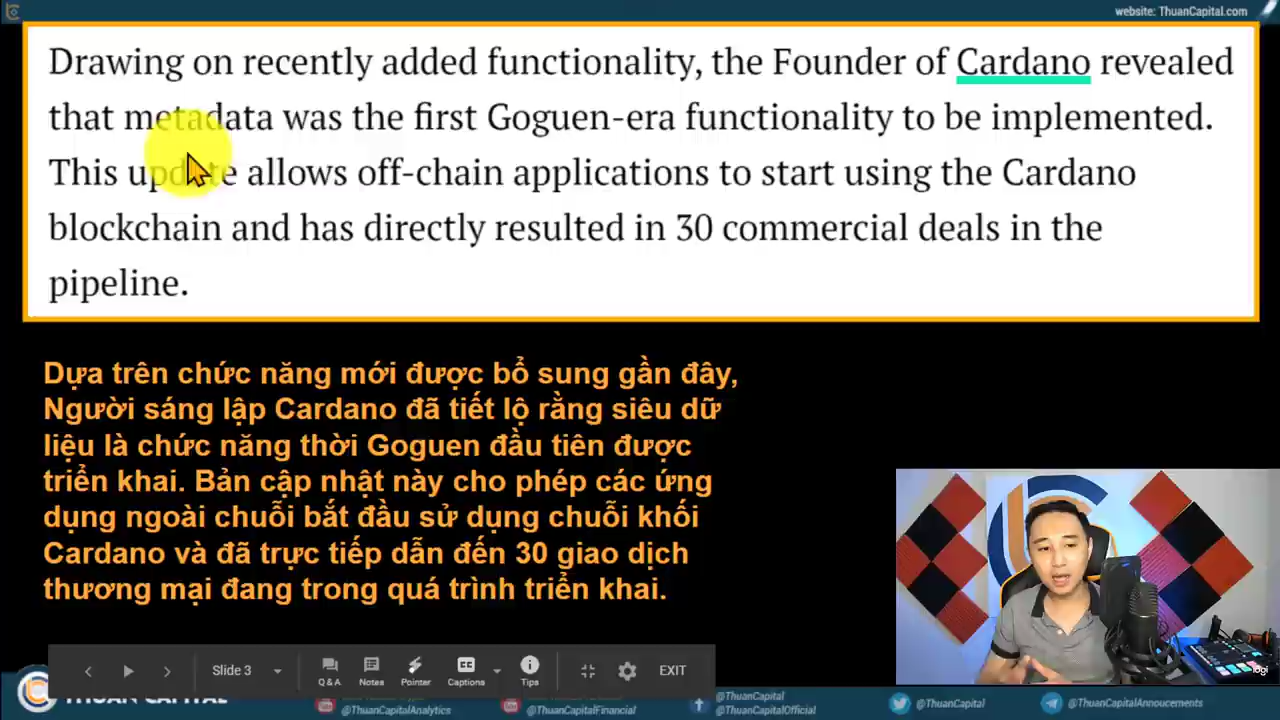 website: ThuanCapital.com
Drawing on recently added functionality, the Founder of Cardano revealed
that metadata was the first Goguen-era functionality to be implemented.
This update allows off-chain applications to start using the Cardano
blockchain and has directly resulted in 30 commercial deals in the
pipeline.
Dựa trên chức năng mới được bổ sung gần đây,
Người sáng lập Cardano đã tiết lộ rằng siêu dữ
liệu là chức năng thời Goguen đầu tiên được
triển khai. Bản cập nhật này cho phép các ứng
dụng ngoài chuỗi bắt đầu sử dụng chuỗi khối
Cardano và đã trực tiếp dẫn đến 30 giao dịch
thương mại đang trong quá trình triển khai.
logi
Slide 3
Q & A
Notes
Pointer
Captions
Tips
EXIT
THUAN CAPITAL
@ThuanCapitalAnalytics
@ThuanCapitalFinancial
@ThuanCapital
@ThuanCapitalOfficial
@ThuanCapital
@ThuanCapitalAnnoucements